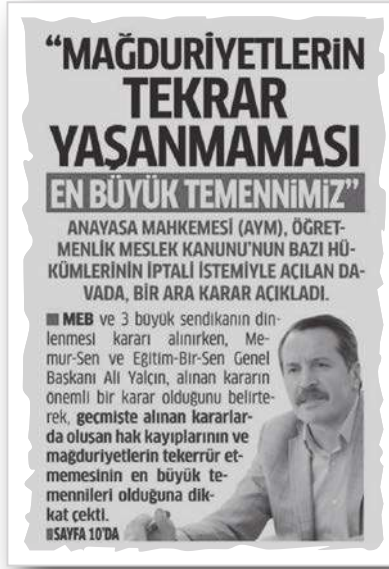 “MAĞDURİYETLERİN
TEKRAR
YAŞANMAMASI
EN BÜYÜK TEMENNİMİZ”
ANAYASA MAHKEMESİ (AYM), ÖĞRET-
MENLİK MESLEK KANUNU'NUN BAZI HÜ-
KÜMLERİNİN İPTALİ İSTEMİYLE AÇILAN DA-
VADA, BİR ARA KARAR AÇIKLADI.
MEB ve 3 büyük sendikanın din-
lenmesi kararı alınırken, Me-
mur-Sen ve Eğitim-Bir-Sen Genel
Başkanı Ali Yalçın, alınan kararın
önemli bir karar olduğunu belirte-
rek, geçmişte alınan kararlar-
da oluşan hak kayıplarının ve
mağduriyetlerin tekerrür et-
memesinin en büyük te-
mennileri olduğuna dik-
kat çekti.
SAYFA 10'DA